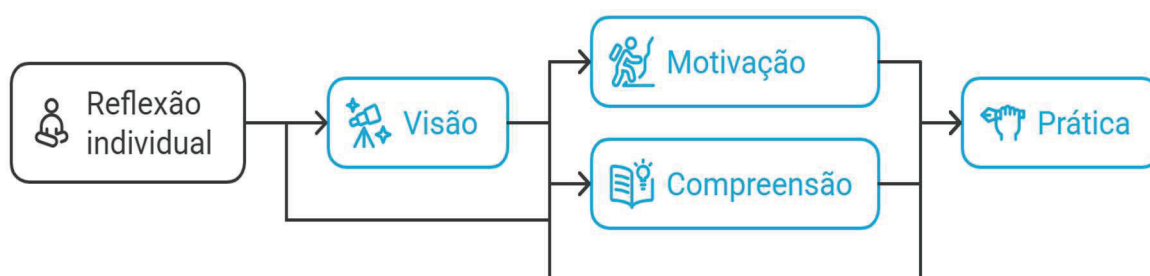 Reflexão
individual
Visão
Motivação
Compreensão
Prática